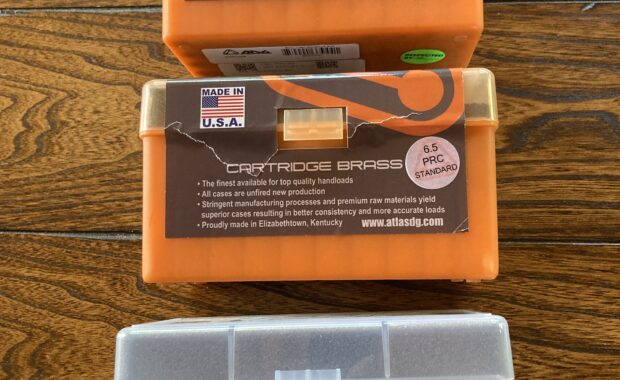 ADG
MADE IN
U.S.A.
CARTRIDGE BRASS
6.5
PRC
STANDARD
• The finest available for top quality handloads
• All cases are unfired new production
• Stringent manufacturing processes and premium raw materials yield
superior cases resulting in better consistency and more accurate loads
• Proudly made in Elizabethtown, Kentucky
www.atlasdg.com